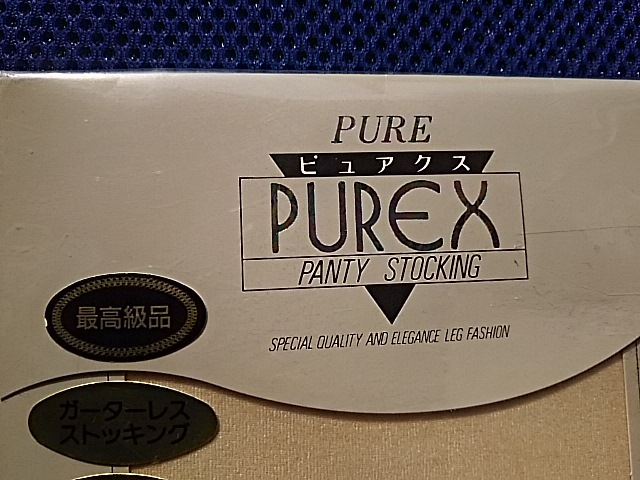 PURE
ピュアクス
PUREX
PANTY STOCKING
SPECIAL QUALITY AND ELEGANCE LEG FASHION
最高級品
ガーターレス
ストッキング